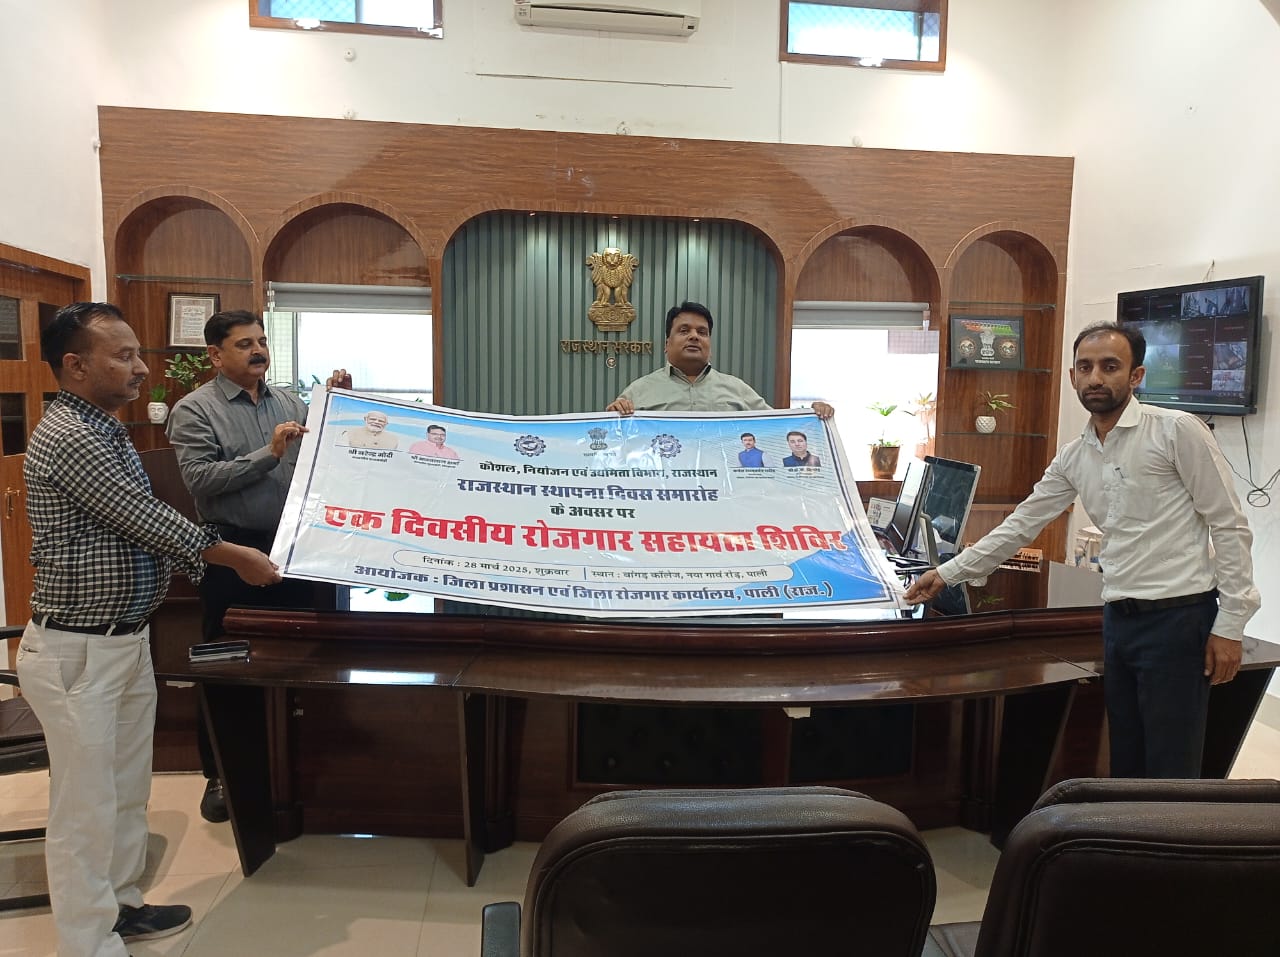 राजस्थान सरकार
श्री नरेन्द्र मोदी
कौशल, नियोजन एवं उद्यमिता विभाग, राजस्थान
राजस्थान स्थापना दिवस समारोह
के अवसर पर
एक दिवसीय रोजगार सहायता शिविर
दिनांक : 28 मार्च 2025, शुक्रवार
स्थान : बांगड़ कॉलेज, नया गांव रोड़, पाली
आयोजक : जिला प्रशासन एवं जिला रोजगार कार्यालय, पाली (राज.)